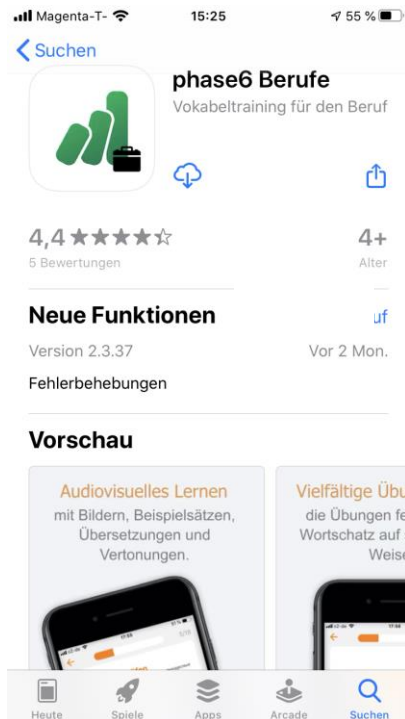 Magenta-T- 15:25 55 %
Suchen
phase6 Berufe
Vokabeltraining für den Beruf
4,4 ★★★★☆ 4+
5 Bewertungen Alter
Neue Funktionen uf
Version 2.3.37 Vor 2 Mon.
Fehlerbehebungen
Vorschau
Audiovisuelles Lernen
mit Bildern, Beispielsätzen,
Übersetzungen und
Vertonungen.
Vielfältige Übu
die Übungen fe
Wortschatz auf
Weise
Heute Spiele Apps Arcade Suchen